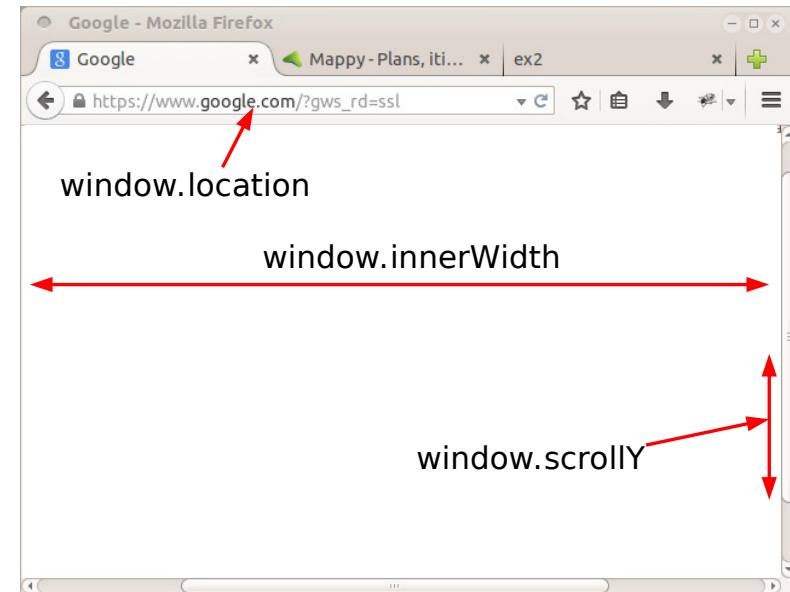 Google - Mozilla Firefox
Google Mappy - Plans, iti... ex2
https://www.google.com/?gws_rd=ssl
window.location
window.innerWidth
window.scrollY